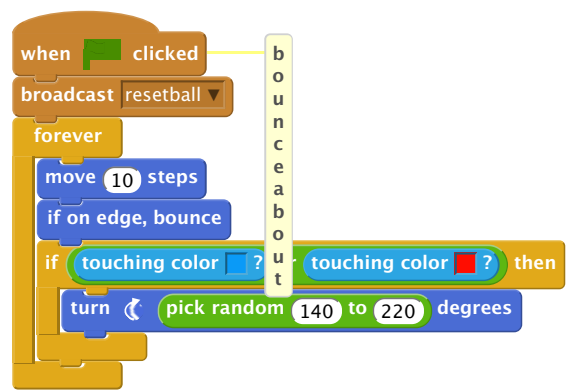 when clicked
bounceabout
broadcast resetball ▼
forever
move 10 steps
if on edge, bounce
if touching color ? touching color ? then
turn pick random 140 to 220 degrees